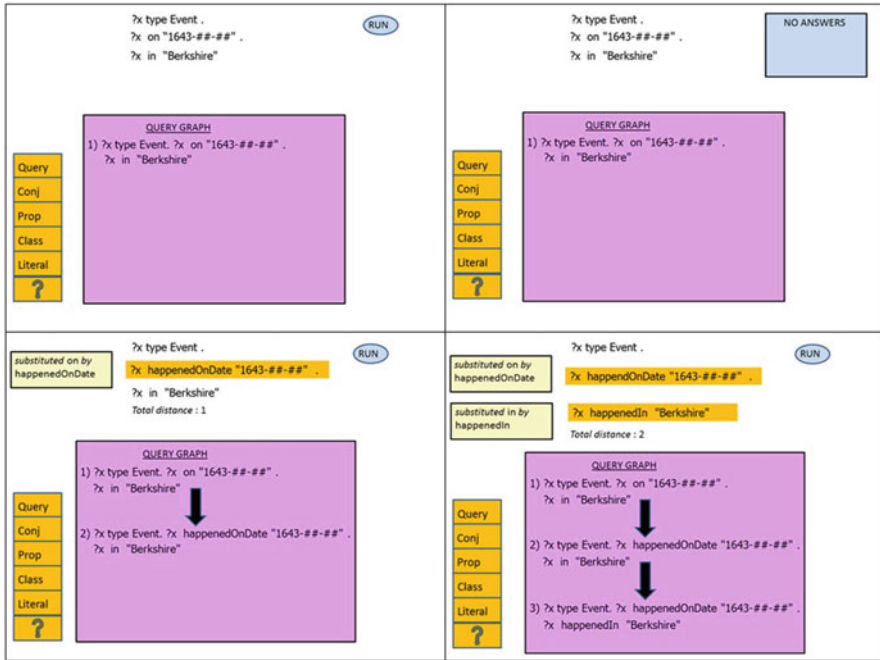 ?x type Event .
?x on "1643-##-##" .
?x in "Berkshire"
RUN
QUERY GRAPH
1) ?x type Event. ?x on "1643-##-##" .
?x in "Berkshire"
Query
Conj
Prop
Class
Literal
?
?x type Event .
?x on "1643-##-##" .
?x in "Berkshire"
NO ANSWERS
QUERY GRAPH
1) ?x type Event. ?x on "1643-##-##" .
?x in "Berkshire"
Query
Conj
Prop
Class
Literal
?
substituted on by
happenedOnDate
?x type Event .
?x happenedOnDate "1643-##-##" .
?x in "Berkshire"
Total distance : 1
RUN
QUERY GRAPH
1) ?x type Event. ?x on "1643-##-##" .
?x in "Berkshire"
2) ?x type Event. ?x happenedOnDate "1643-##-##" .
?x in "Berkshire"
Query
Conj
Prop
Class
Literal
?
substituted on by
happenedOnDate
substituted in by
happenedIn
?x type Event .
?x happendOnDate "1643-##-##" .
?x happenedIn "Berkshire"
Total distance : 2
RUN
QUERY GRAPH
1) ?x type Event. ?x on "1643-##-##" .
?x in "Berkshire"
2) ?x type Event. ?x happenedOnDate "1643-##-##" .
?x in "Berkshire"
3) ?x type Event. ?x happenedOnDate "1643-##-##" .
?x happenedIn "Berkshire"
Query
Conj
Prop
Class
Literal
?